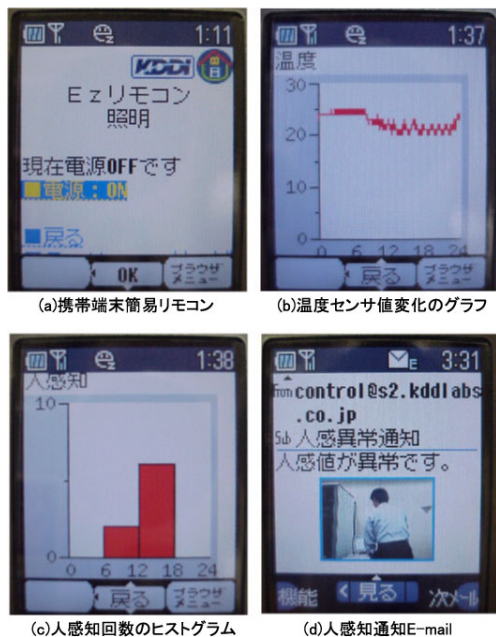 1:11
KDDI
Ezリモコン
照明
現在電源OFFです
■電源：ON
■戻る
OK
ブラウザ
メニュー
(a)携帯端末簡易リモコン
1:37
温度
30
20
10
0
0 6 12 18 24
戻る
ブラウザ
メニュー
(b)温度センサ値変化のグラフ
1:38
人感知
10
0
0 6 12 18 24
戻る
ブラウザ
メニュー
(c)人感知回数のヒストグラム
3:31
from control@s2.kddlabs
.co.jp
Sub 人感異常通知
人感値が異常です。
機能 見る 次メール
(d)人感知通知E-mail